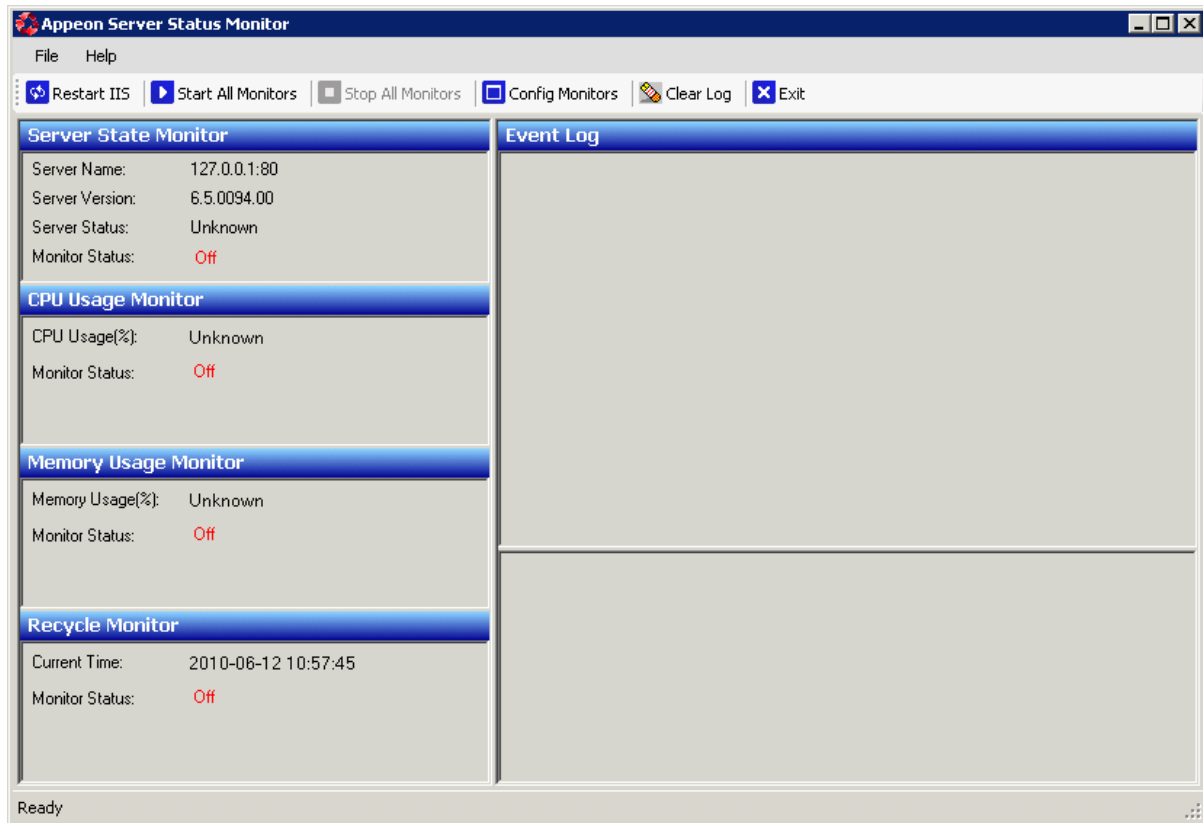 Appeon Server Status Monitor
File Help
Restart IIS Start All Monitors Stop All Monitors Config Monitors Clear Log Exit
Server State Monitor
Server Name: 127.0.0.1:80
Server Version: 6.5.0094.00
Server Status: Unknown
Monitor Status: Off
CPU Usage Monitor
CPU Usage(%): Unknown
Monitor Status: Off
Memory Usage Monitor
Memory Usage(%): Unknown
Monitor Status: Off
Recycle Monitor
Current Time: 2010-06-12 10:57:45
Monitor Status: Off
Event Log
Ready